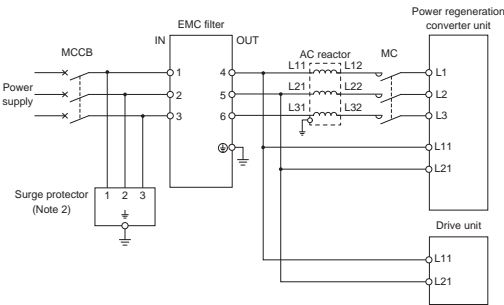 Power regeneration
converter unit
EMC filter
IN
OUT
MCCB
AC reactor
MC
L11
L12
1
4
L1
Power
supply
L21
L22
2
5
L2
L31
L32
3
6
L3
L11
L21
Surge protector
(Note 2)
1 2 3
Drive unit
L11
L21